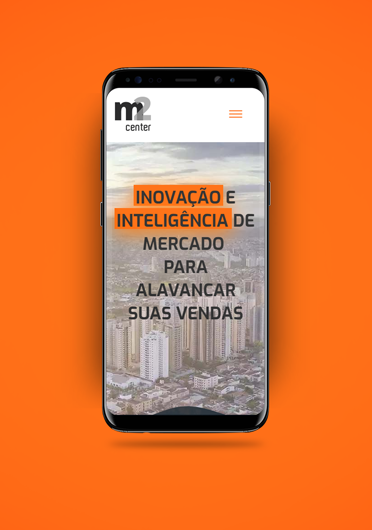 m2
center
INOVAÇÃO E
INTELIGÊNCIA DE
MERCADO
PARA
ALAVANCAR
SUAS VENDAS